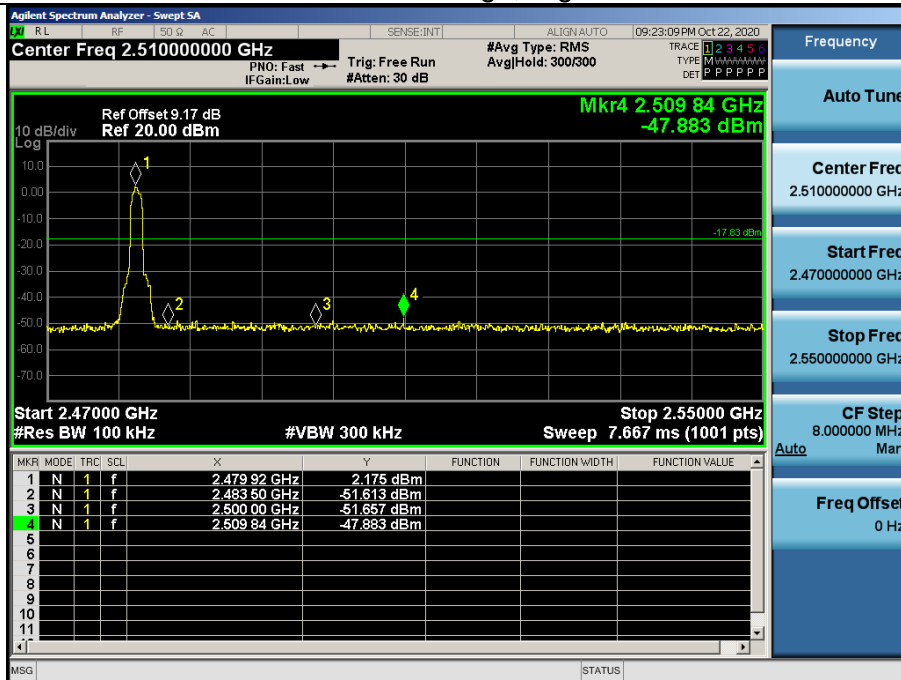 Agilent Spectrum Analyzer - Swept SA
LXI RL RF 50 Ω AC SENSE:INT ALIGN AUTO 09:23:09 PM Oct 22, 2020
Center Freq 2.510000000 GHz #Avg Type: RMS TRACE 1 2 3 4 5 6
PNO: Fast Trig: Free Run Avg|Hold: 300/300 TYPE M
IFGain:Low #Atten: 30 dB DET P P P P P P
Mkr4 2.509 84 GHz
-47.883 dBm
Ref Offset 9.17 dB
10 dB/div Ref 20.00 dBm
Log
10.0
0.00
-10.0
-20.0
-30.0
-40.0
-50.0
-60.0
-70.0
1
2
3
4
-17.83 dBm
Start 2.47000 GHz Stop 2.55000 GHz
#Res BW 100 kHz #VBW 300 kHz Sweep 7.667 ms (1001 pts)
MKR MODE TRC SCL X Y FUNCTION FUNCTION WIDTH FUNCTION VALUE
1 N 1 f 2.479 92 GHz 2.175 dBm
2 N 1 f 2.483 50 GHz -51.613 dBm
3 N 1 f 2.500 00 GHz -51.657 dBm
4 N 1 f 2.509 84 GHz -47.883 dBm
5
6
7
8
9
10
11
MSG STATUS
Frequency
Auto Tune
Center Freq
2.510000000 GHz
Start Freq
2.470000000 GHz
Stop Freq
2.550000000 GHz
CF Step
8.000000 MHz
Auto Man
Freq Offset
0 Hz